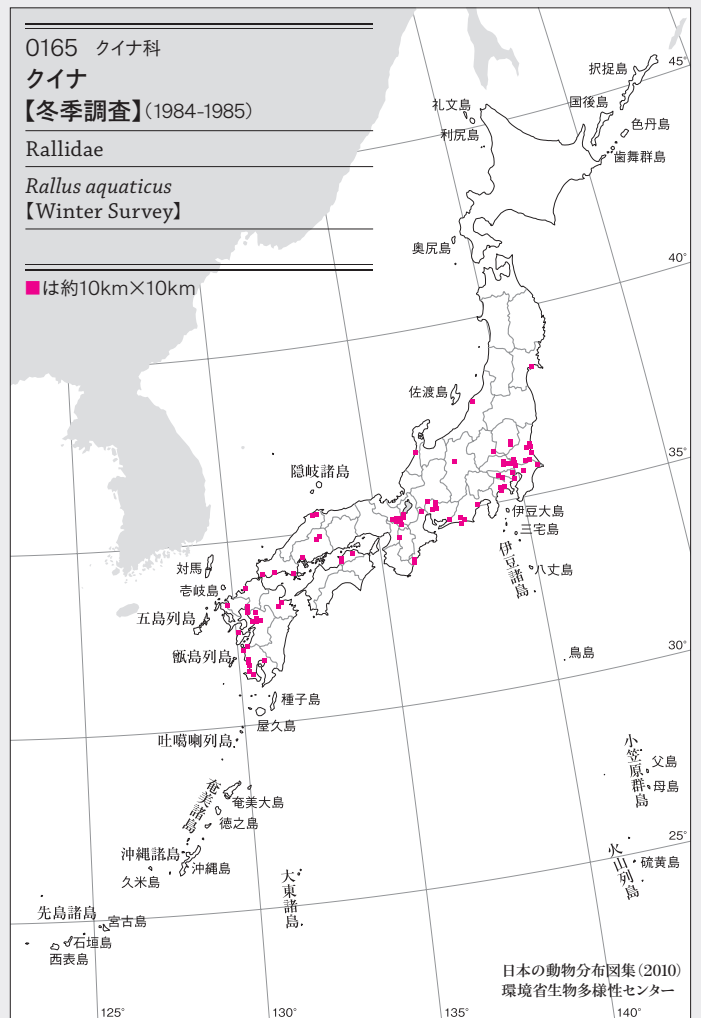 0165 クイナ科
クイナ
【冬季調査】(1984-1985)
Rallidae
Rallus aquaticus
【Winter Survey】
■は約10km×10km
択捉島
45°
国後島
礼文島
色丹島
利尻島
歯舞群島
奥尻島
40°
佐渡島
35°
隠岐諸島
伊豆大島
三宅島
対馬
伊豆諸島
八丈島
壱岐島
五島列島
甑島列島
鳥島
30°
種子島
屋久島
吐噶喇列島
小笠原群島
父島
母島
奄美諸島
奄美大島
徳之島
25°
沖縄諸島
沖縄島
久米島
火山列島
硫黄島
大東諸島
先島諸島
宮古島
石垣島
西表島
日本の動物分布図集(2010)
環境省生物多様性センター
125°
130°
135°
140°